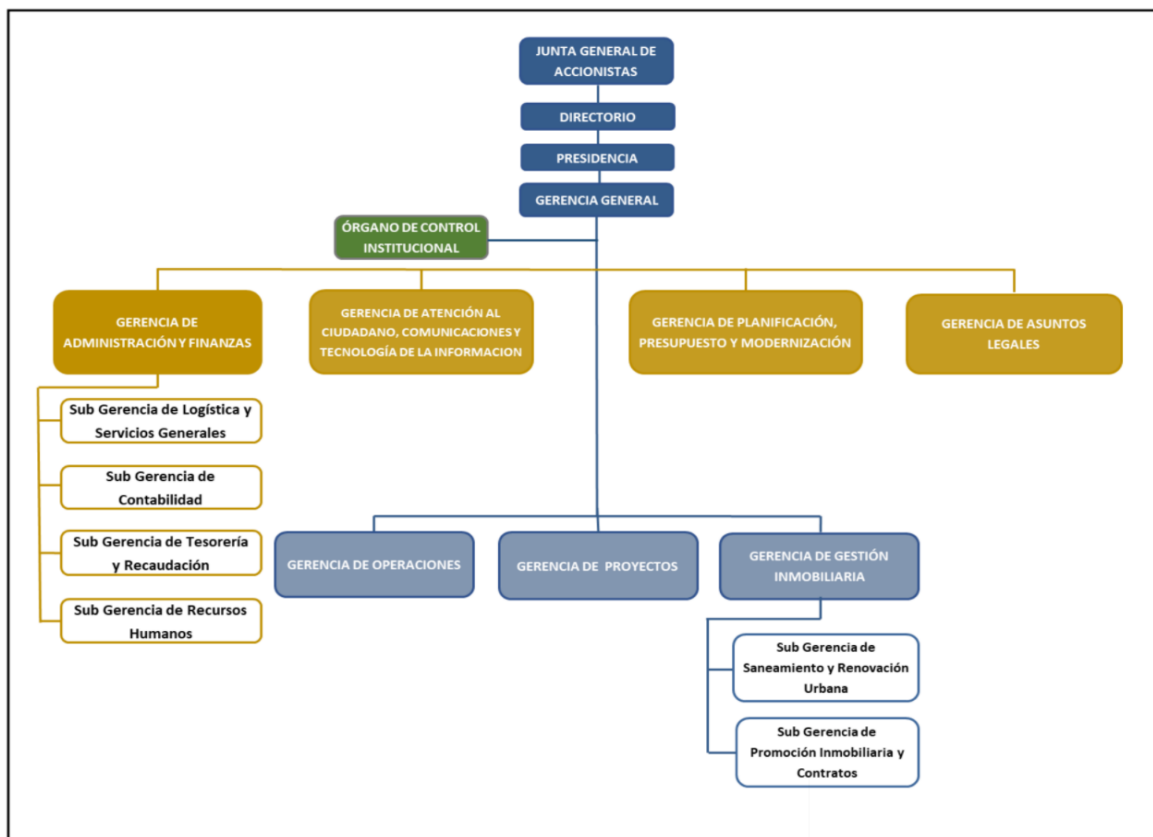 JUNTA GENERAL DE
ACCIONISTAS
DIRECTORIO
PRESIDENCIA
GERENCIA GENERAL
ÓRGANO DE CONTROL
INSTITUCIONAL
GERENCIA DE
ADMINISTRACIÓN Y FINANZAS
GERENCIA DE ATENCIÓN AL
CIUDADANO, COMUNICACIONES Y
TECNOLOGÍA DE LA INFORMACION
GERENCIA DE PLANIFICACIÓN,
PRESUPUESTO Y MODERNIZACIÓN
GERENCIA DE ASUNTOS
LEGALES
Sub Gerencia de Logística y
Servicios Generales
Sub Gerencia de
Contabilidad
Sub Gerencia de Tesorería
y Recaudación
Sub Gerencia de Recursos
Humanos
GERENCIA DE OPERACIONES
GERENCIA DE PROYECTOS
GERENCIA DE GESTIÓN
INMOBILIARIA
Sub Gerencia de
Saneamiento y Renovación
Urbana
Sub Gerencia de
Promoción Inmobiliaria y
Contratos